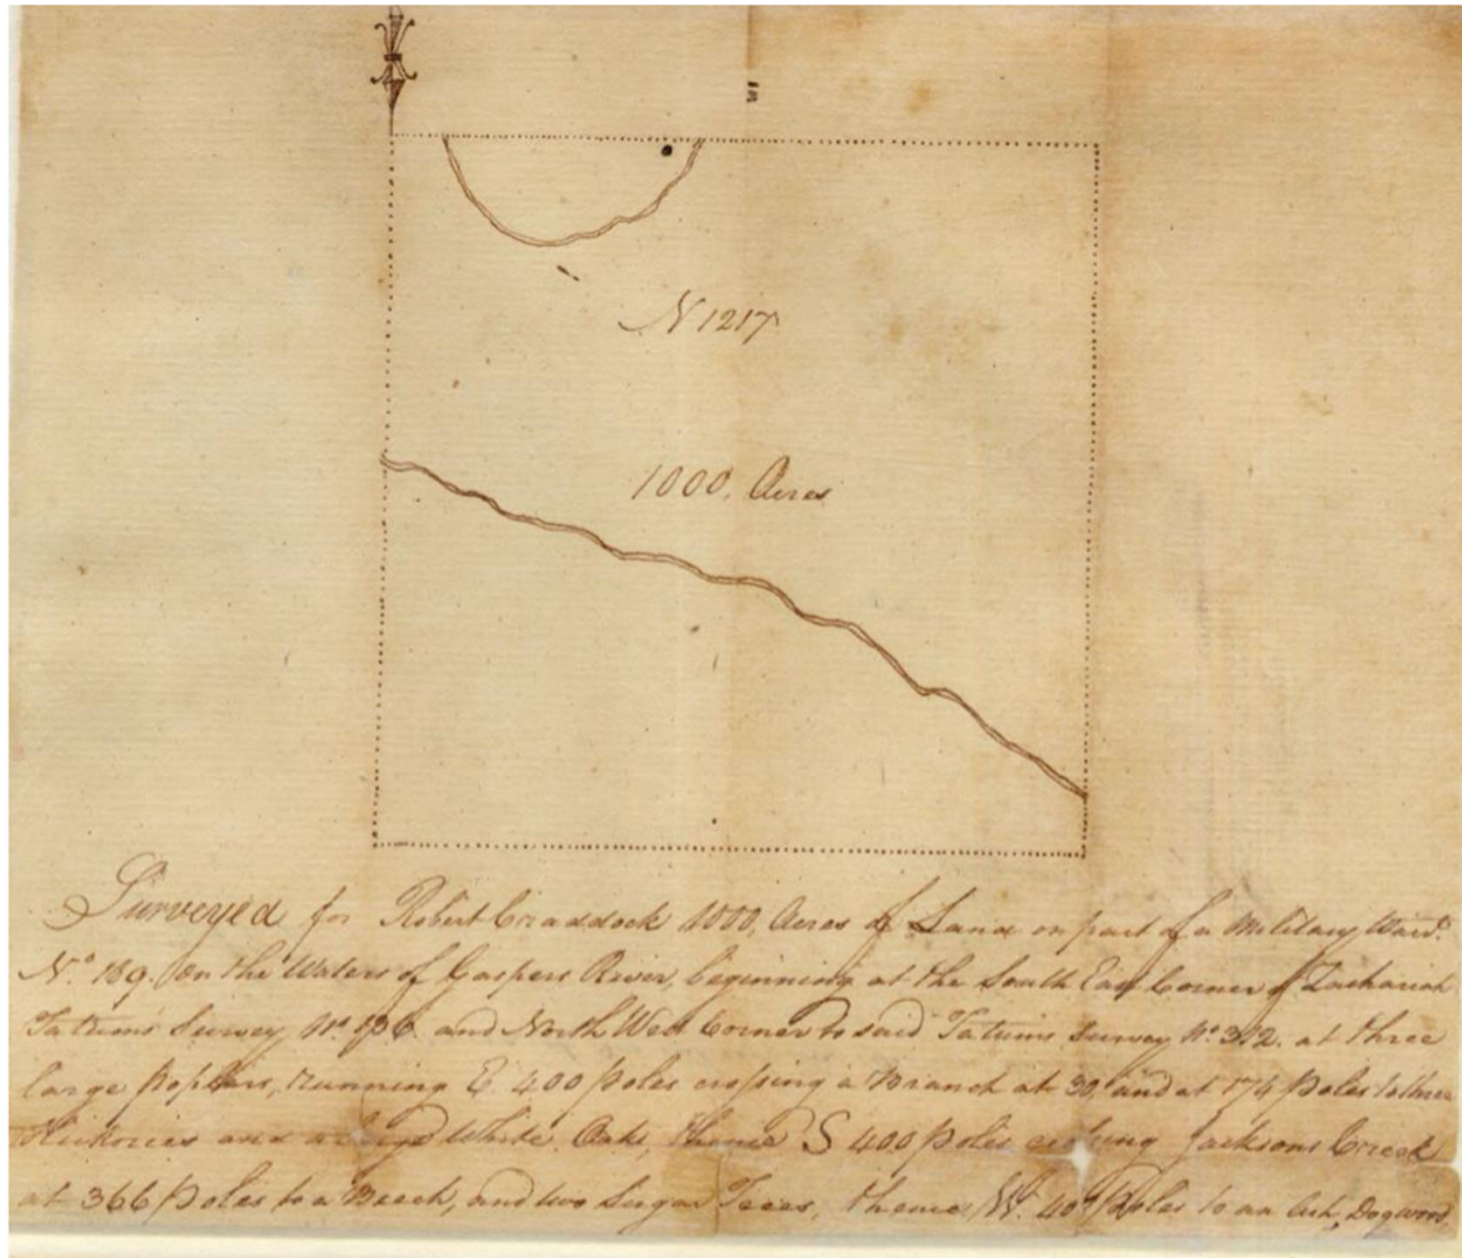 N 1217
1000, Acres
Surveyed for Robert Craddock 1000, Acres of Land on part of a Military Warrt.
No. 189. on the Waters of Gaspers River, beginning at the South East Corner of Zachariah
Tatums Survey No. and North West Corner to said Tatums Survey No. 312. at three
large Poplars, running E. 400 poles crossing a Branch at 30, and at 174 poles to three
Hickories and a large White Oak, thence S 400 poles crossing Jacksons Creek
at 366 poles to a Beech, and two Sugar Trees, thence W. 400 Poles to an Ash, Dogwood,